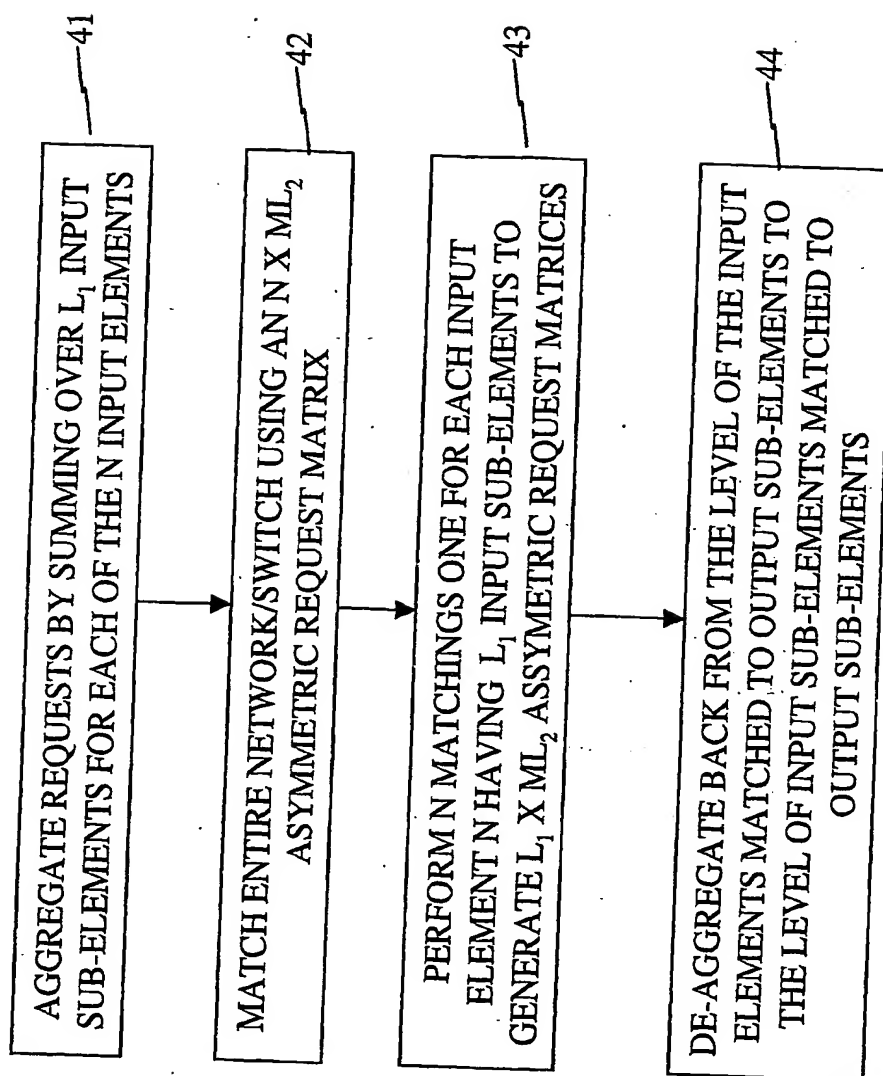 AGGREGATE REQUESTS BY SUMMING OVER L₁ INPUT
SUB-ELEMENTS FOR EACH OF THE N INPUT ELEMENTS
41
MATCH ENTIRE NETWORK/SWITCH USING AN N X ML₂
ASYMMETRIC REQUEST MATRIX
42
PERFORM N MATCHINGS ONE FOR EACH INPUT
ELEMENT N HAVING L₁ INPUT SUB-ELEMENTS TO
GENERATE L₁ X ML₂ ASSYMETRIC REQUEST MATRICES
43
DE-AGGREGATE BACK FROM THE LEVEL OF THE INPUT
ELEMENTS MATCHED TO OUTPUT SUB-ELEMENTS TO
THE LEVEL OF INPUT SUB-ELEMENTS MATCHED TO
OUTPUT SUB-ELEMENTS
44